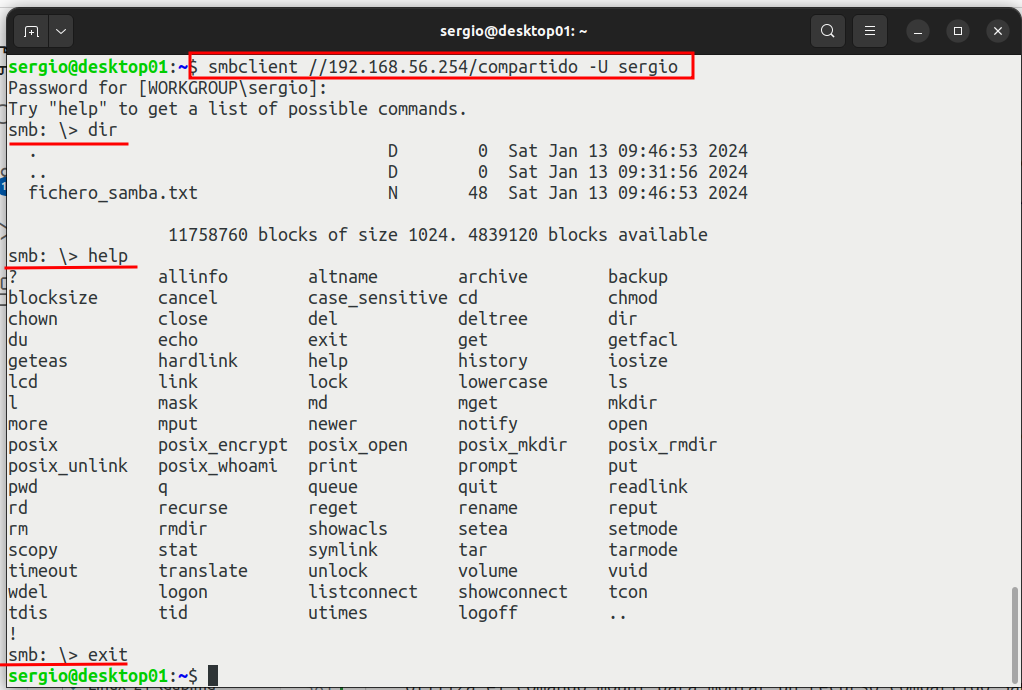 sergio@desktop01: ~
sergio@desktop01:~$ smbclient //192.168.56.254/compartido -U sergio
Password for [WORKGROUP\sergio]:
Try "help" to get a list of possible commands.
smb: \> dir
  .                                   D        0  Sat Jan 13 09:46:53 2024
  ..                                  D        0  Sat Jan 13 09:31:56 2024
  fichero_samba.txt                   N       48  Sat Jan 13 09:46:53 2024
                11758760 blocks of size 1024. 4839120 blocks available
smb: \> help
?              allinfo        altname        archive        backup
blocksize      cancel         case_sensitive cd             chmod
chown          close          del            deltree        dir
du             echo           exit           get            getfacl
geteas         hardlink       help           history        iosize
lcd            link           lock           lowercase      ls
l              mask           md             mget           mkdir
more           mput           newer          notify         open
posix          posix_encrypt  posix_open     posix_mkdir    posix_rmdir
posix_unlink   posix_whoami   print          prompt         put
pwd            q              queue          quit           readlink
rd             recurse        reget          rename         reput
rm             rmdir          showacls       setea          setmode
scopy          stat           symlink        tar            tarmode
timeout        translate      unlock         volume         vuid
wdel           logon          listconnect    showconnect    tcon
tdis           tid            utimes         logoff         ..
!
smb: \> exit
sergio@desktop01:~$